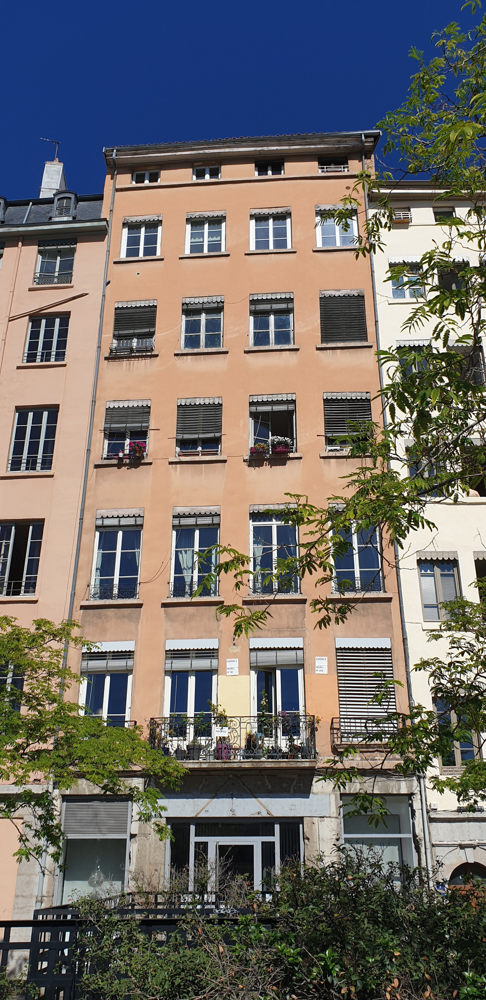 CHOIX 1
MURS :
N° 96
CHOIX 2
MURS :
N° 203